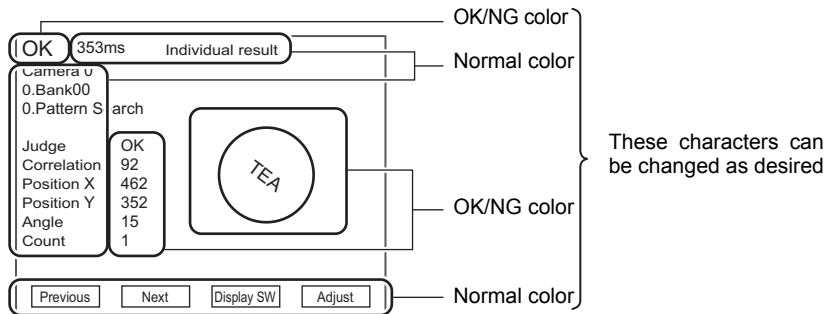 OK/NG color
OK 353ms Individual result
Normal color
Camera 0
0.Bank00
0.Pattern S arch
These characters can
be changed as desired
Judge OK
Correlation 92
Position X 462
Position Y 352
Angle 15
Count 1
TEA
OK/NG color
Previous Next Display SW Adjust
Normal color